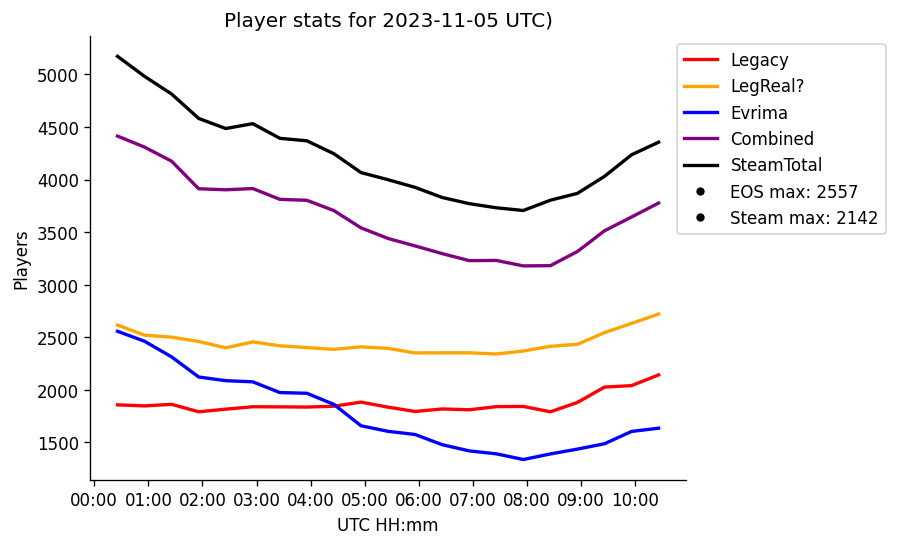 Player stats for 2023-11-05 UTC)
Legacy
LegReal?
Evrima
Combined
SteamTotal
EOS max: 2557
Steam max: 2142
Players
5000
4500
4000
3500
3000
2500
2000
1500
00:00 01:00 02:00 03:00 04:00 05:00 06:00 07:00 08:00 09:00 10:00
UTC HH:mm